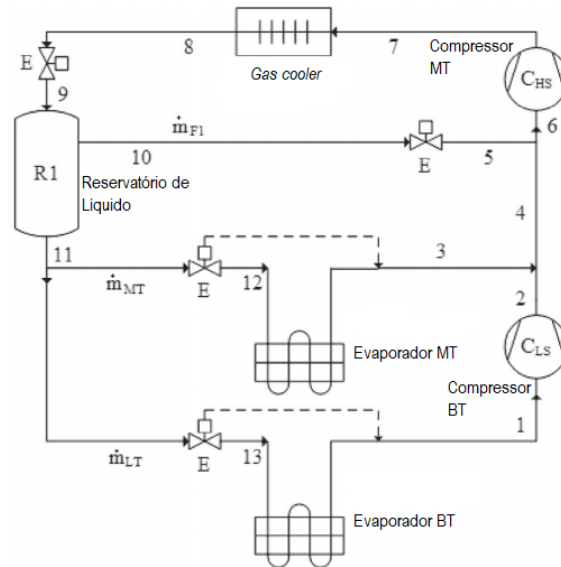 8
7
Compressor
MT
E
Gas cooler
C_HS
9
6
ṁ_F1
10
E
5
R1
Reservatório de
Liquido
4
11
3
ṁ_MT
E
12
2
C_LS
Evaporador MT
Compressor
BT
1
ṁ_LT
E
13
Evaporador BT